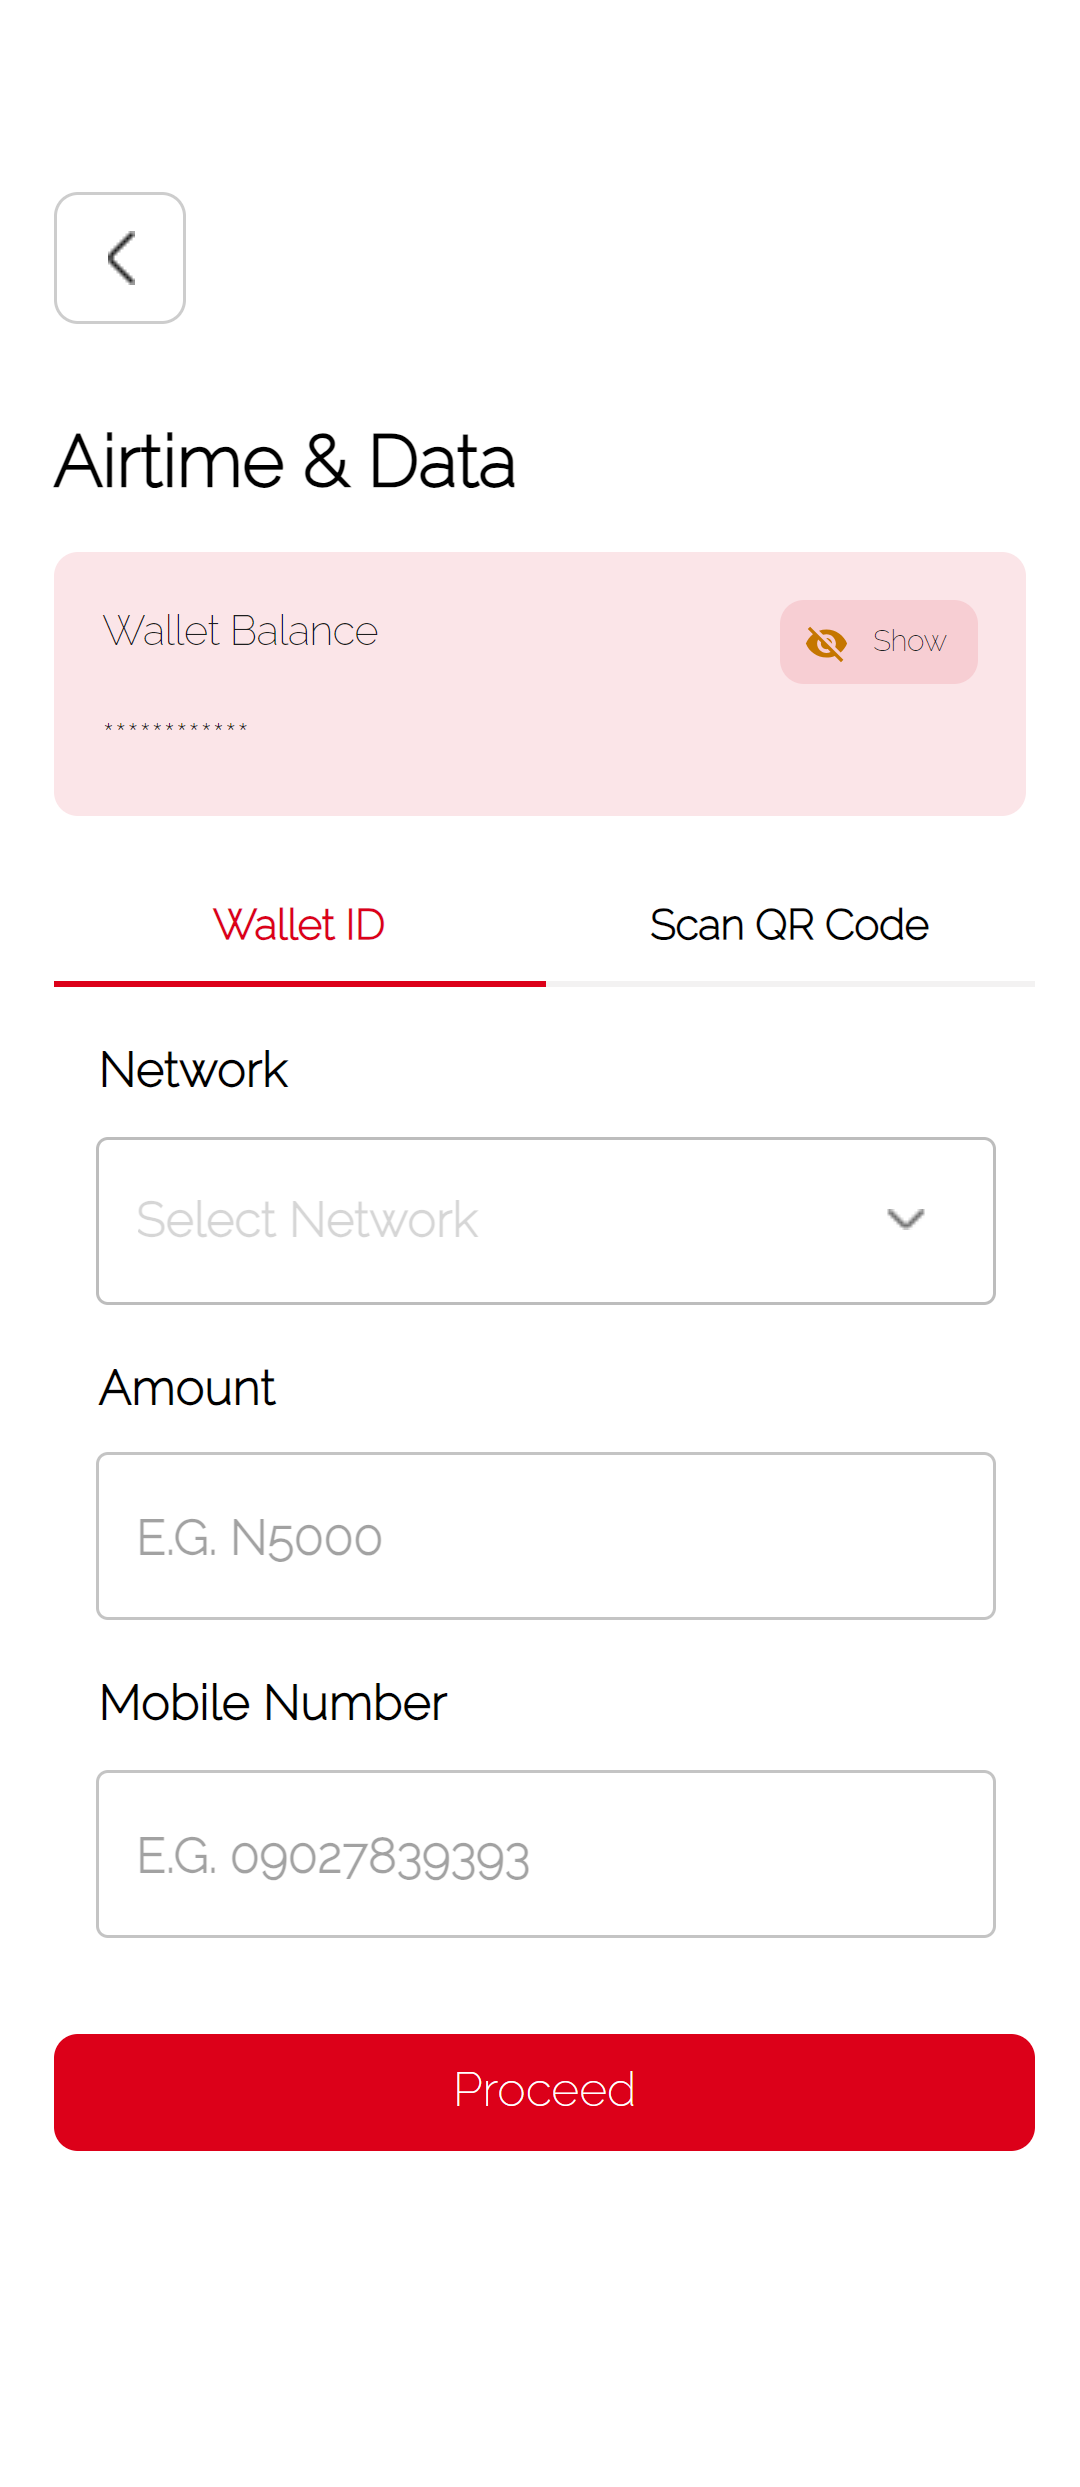 Airtime & Data
Wallet Balance
Show
************
Wallet ID
Scan QR Code
Network
Select Network
Amount
E.G. N5000
Mobile Number
E.G. 09027839393
Proceed